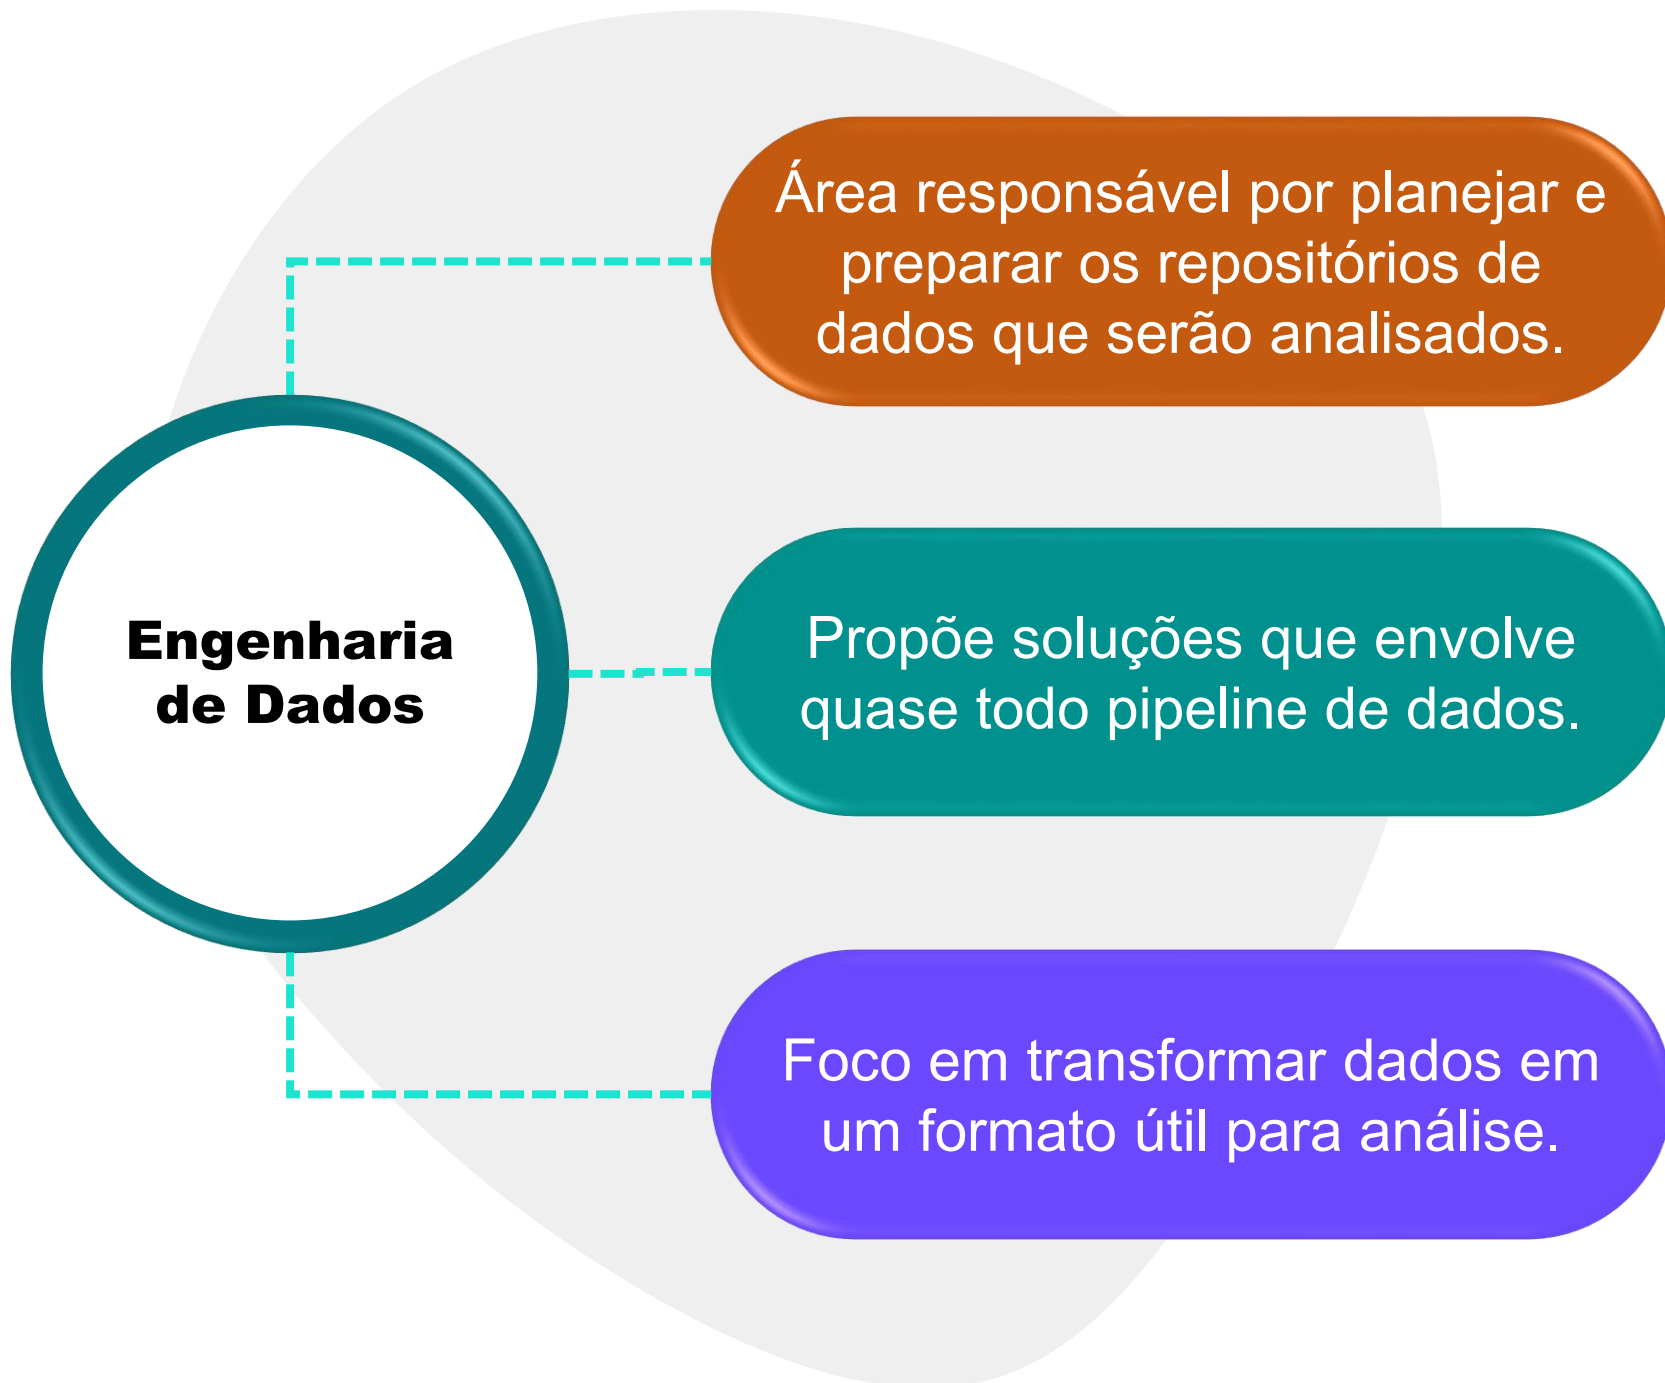 Área responsável por planejar e
preparar os repositórios de
dados que serão analisados.
Engenharia
de Dados
Propõe soluções que envolve
quase todo pipeline de dados.
Foco em transformar dados em
um formato útil para análise.